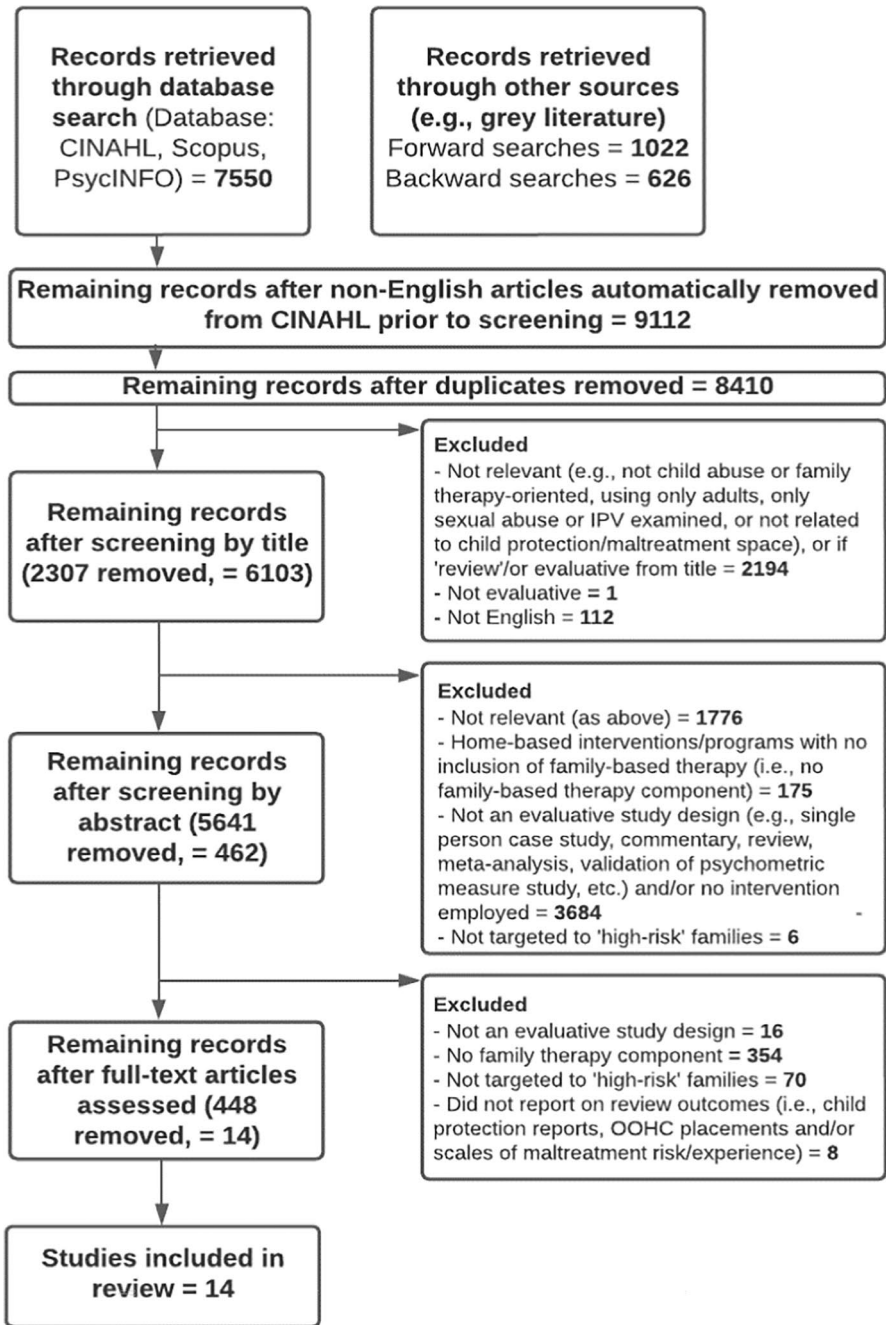 Records retrieved
through database
search (Database:
CINAHL, Scopus,
PsycINFO) = 7550
Records retrieved
through other sources
(e.g., grey literature)
Forward searches = 1022
Backward searches = 626
Remaining records after non-English articles automatically removed
from CINAHL prior to screening = 9112
Remaining records after duplicates removed = 8410
Excluded
- Not relevant (e.g., not child abuse or family
therapy-oriented, using only adults, only
sexual abuse or IPV examined, or not related
to child protection/maltreatment space), or if
'review'/or evaluative from title = 2194
- Not evaluative = 1
- Not English = 112
Remaining records
after screening by title
(2307 removed, = 6103)
Excluded
- Not relevant (as above) = 1776
- Home-based interventions/programs with no
inclusion of family-based therapy (i.e., no
family-based therapy component) = 175
- Not an evaluative study design (e.g., single
person case study, commentary, review,
meta-analysis, validation of psychometric
measure study, etc.) and/or no intervention
employed = 3684 -
- Not targeted to 'high-risk' families = 6
Remaining records
after screening by
abstract (5641
removed, = 462)
Excluded
- Not an evaluative study design = 16
- No family therapy component = 354
- Not targeted to 'high-risk' families = 70
- Did not report on review outcomes (i.e., child
protection reports, OOHC placements and/or
scales of maltreatment risk/experience) = 8
Remaining records
after full-text articles
assessed (448
removed, = 14)
Studies included in
review = 14